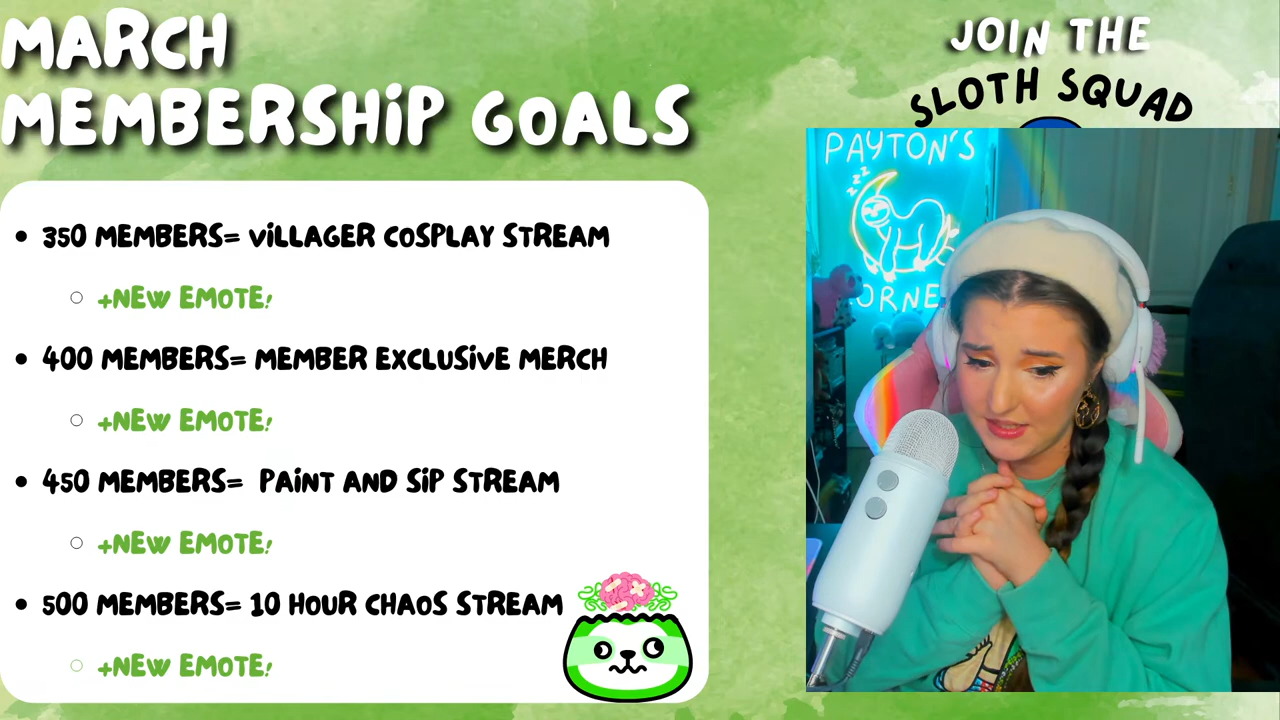 MARCH
MEMBERSHiP GOALS
350 MEMBERS= ViLLAGER COSPLAY STREAM
+NEW EMOTE!
400 MEMBERS= MEMBER EXCLUSiVE MERCH
+NEW EMOTE!
450 MEMBERS= PAiNT AND SiP STREAM
+NEW EMOTE!
500 MEMBERS= 10 HOUR CHAOS STREAM
+NEW EMOTE!
JOIN THE
SLOTH SQUAD
PAYTON'S
ZZZ
ORNE